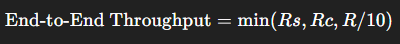 End-to-End Throughput = min(Rs, Rc, R/10)